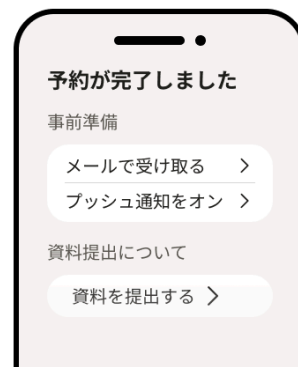 予約が完了しました
事前準備
メールで受け取る
プッシュ通知をオン
資料提出について
資料を提出する